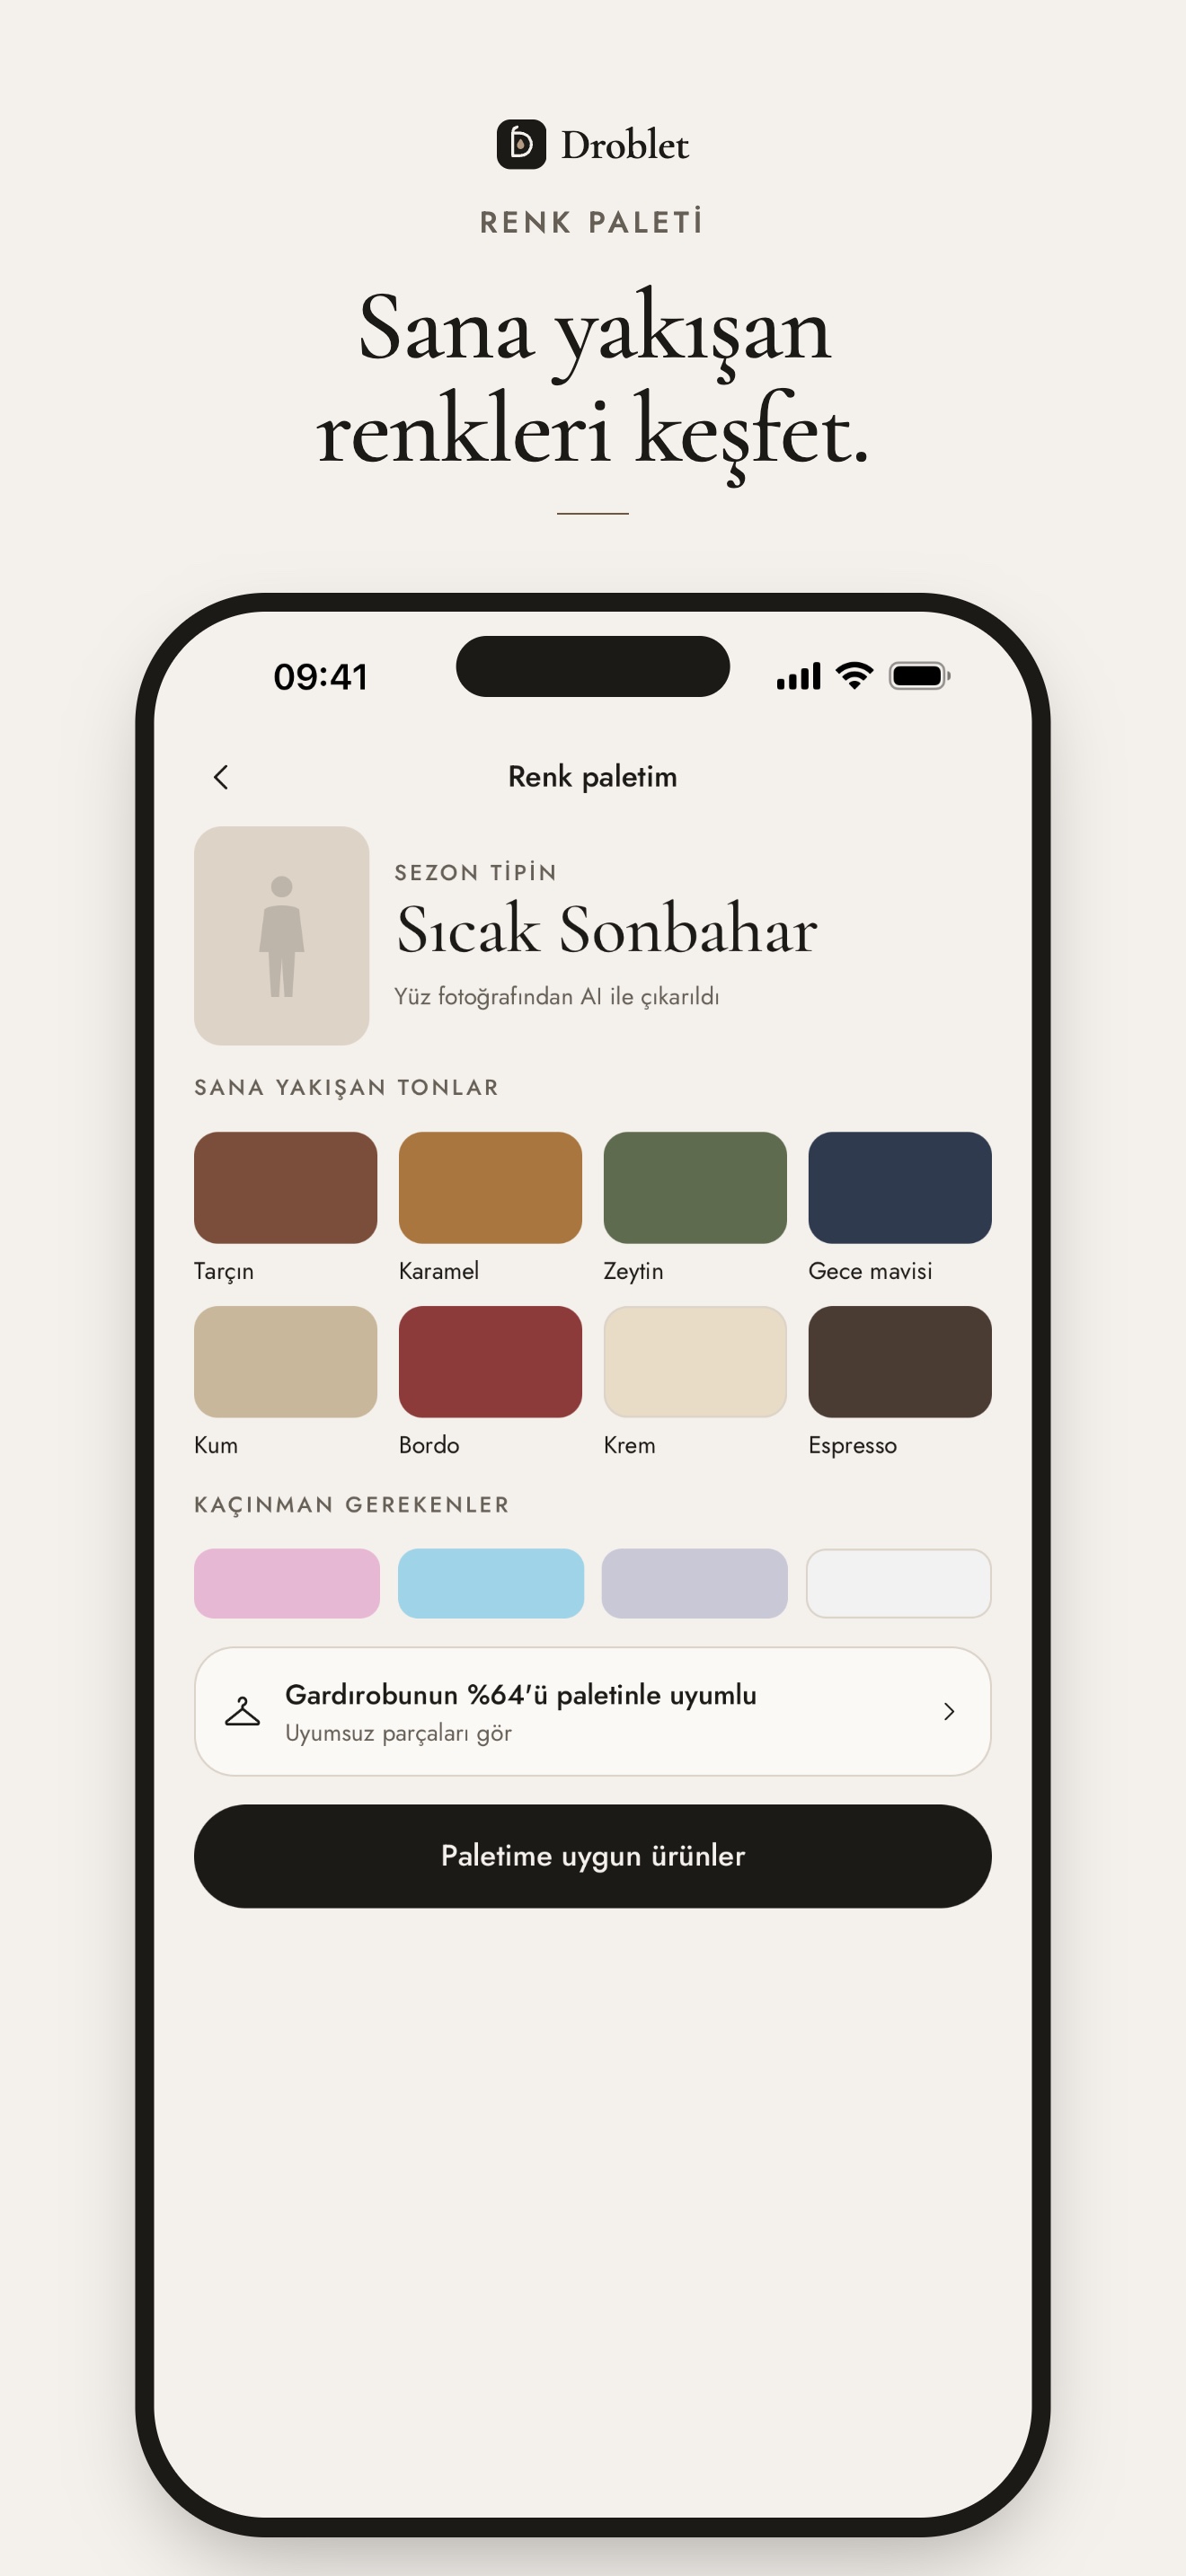 Droblet
RENK PALETİ
Sana yakışan
renkleri keşfet.
09:41
Renk paletim
SEZON TİPİN
Sıcak Sonbahar
Yüz fotoğrafından AI ile çıkarıldı
SANA YAKIŞAN TONLAR
Tarçın Karamel Zeytin Gece mavisi
Kum Bordo Krem Espresso
KAÇINMAN GEREKENLER
Gardırobunun %64'ü paletinle uyumlu
Uyumsuz parçaları gör
Paletime uygun ürünler